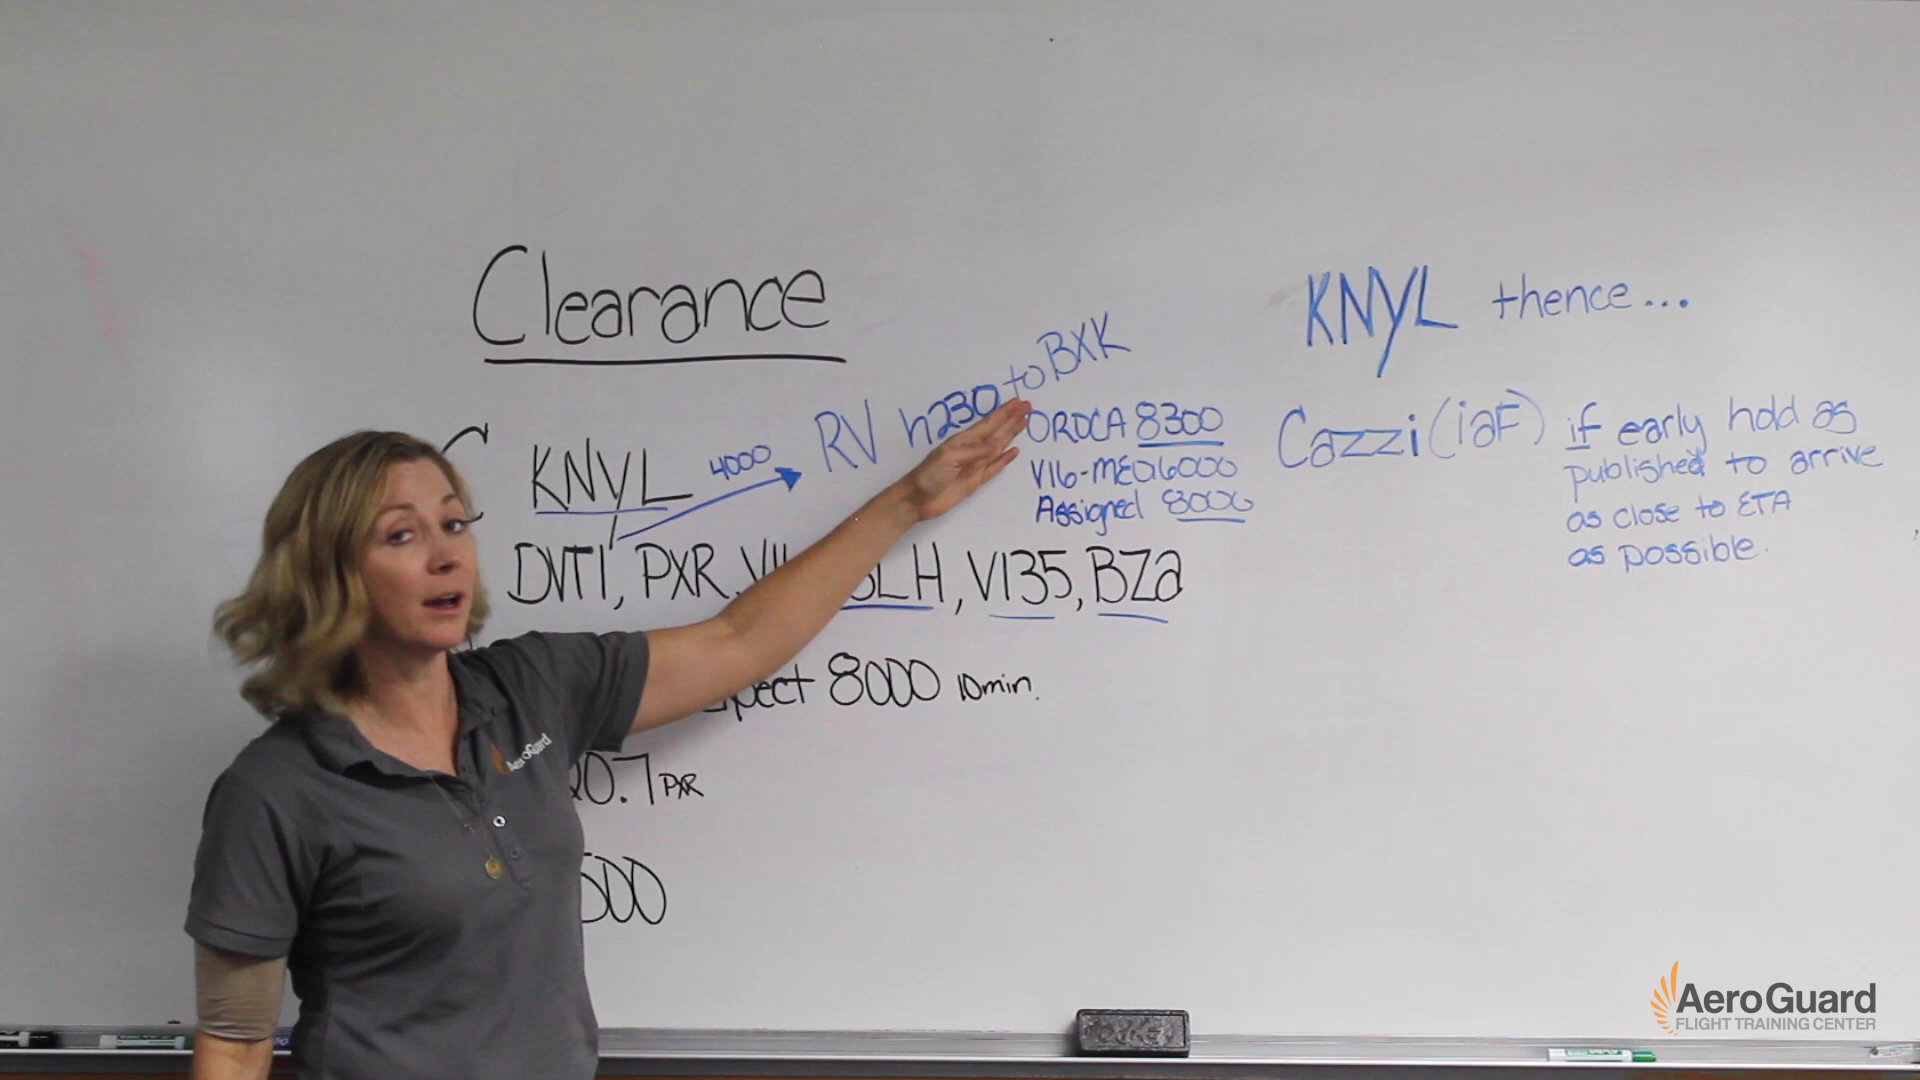 Clearance
KNYL thence...
RV h230 to BXK
4000
KNYL
ORDCA 8300
V16-MEA 6000
Assigned 8000
Cazzi (iaF) if early hold as
published to arrive
as close to ETA
as possible.
DVT1, PXR, LH, V135, BZa
pect 8000 10min.
20.7 PXR
500
AeroGuard
AeroGuard
FLIGHT TRAINING CENTER